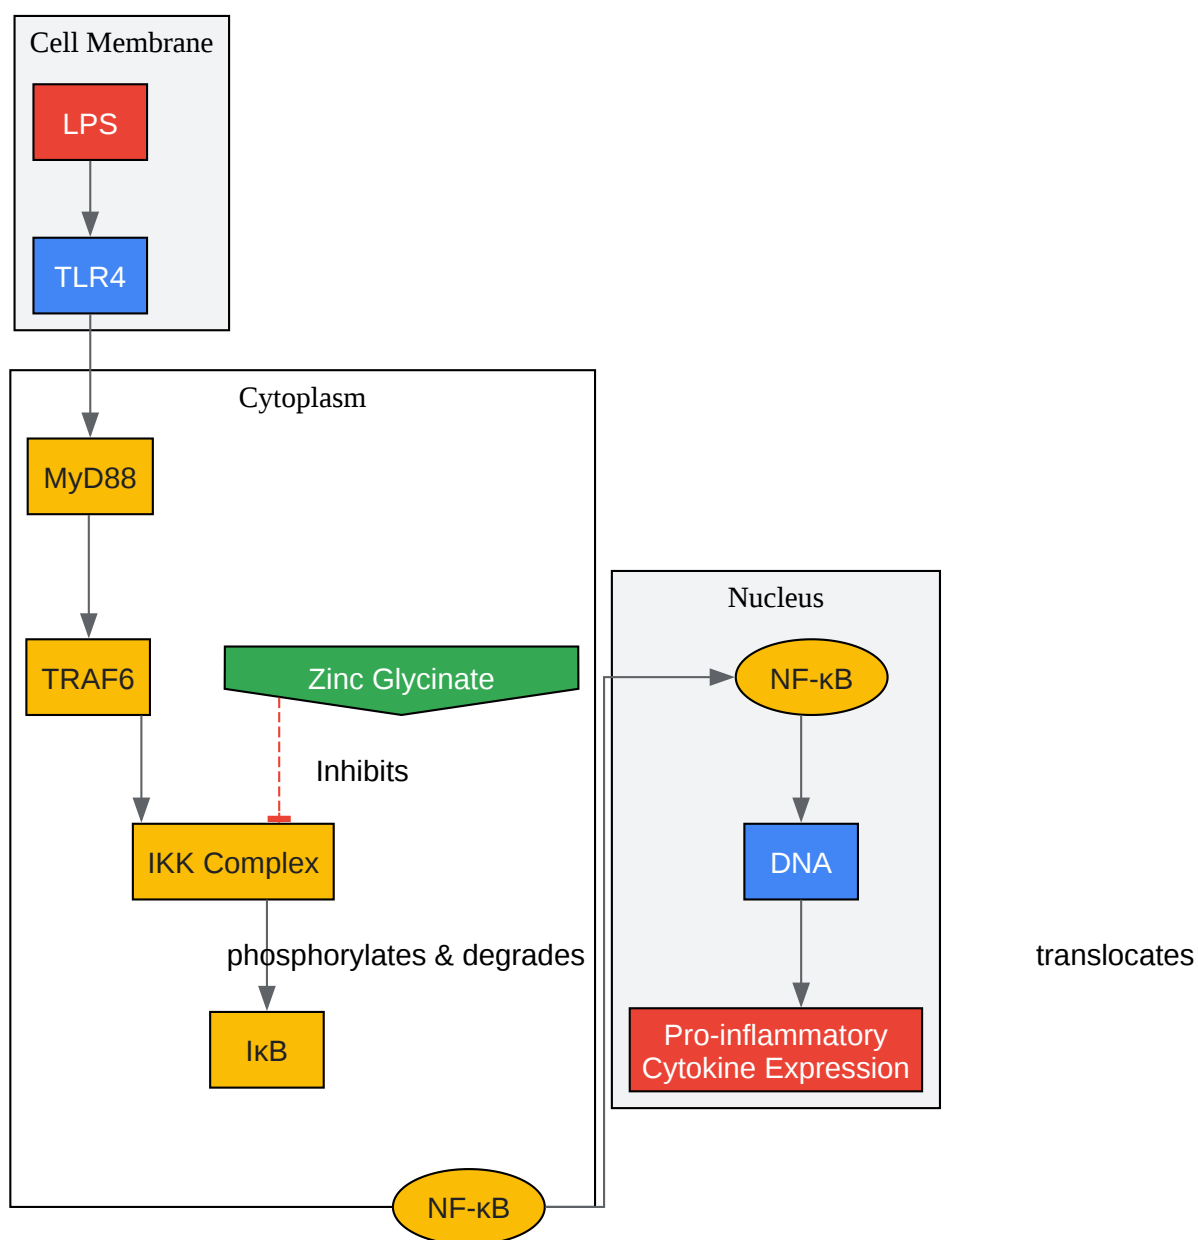 Cell Membrane
LPS
TLR4
Cytoplasm
MyD88
TRAF6
Zinc Glycinate
Inhibits
IKK Complex
phosphorylates & degrades
IκB
NF-κB
Nucleus
NF-κB
DNA
Pro-inflammatory
Cytokine Expression
translocates